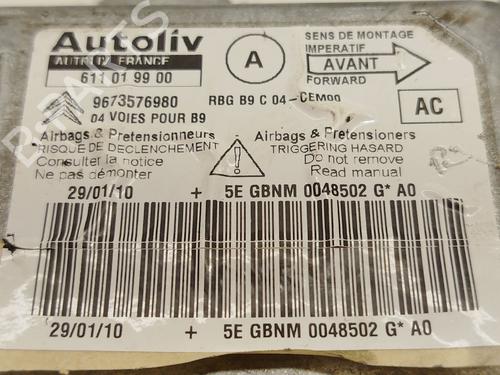 Autoliv
AUTOLIV FRANCE
611 01 99 00
A
SENS DE MONTAGE
IMPERATIF
AVANT
FORWARD
9673576980
RBG B9 C 04-CEM00
04 VOIES POUR B9
AC
Airbags & Pretensionneurs
RISQUE DE DECLENCHEMENT
Consulter la notice
Ne pas démonter
Airbags & Pretensioners
TRIGGERING HASARD
Do not remove
Read manual
29/01/10 + 5E GBNM 0048502 G* A0
29/01/10 + 5E GBNM 0048502 G* A0